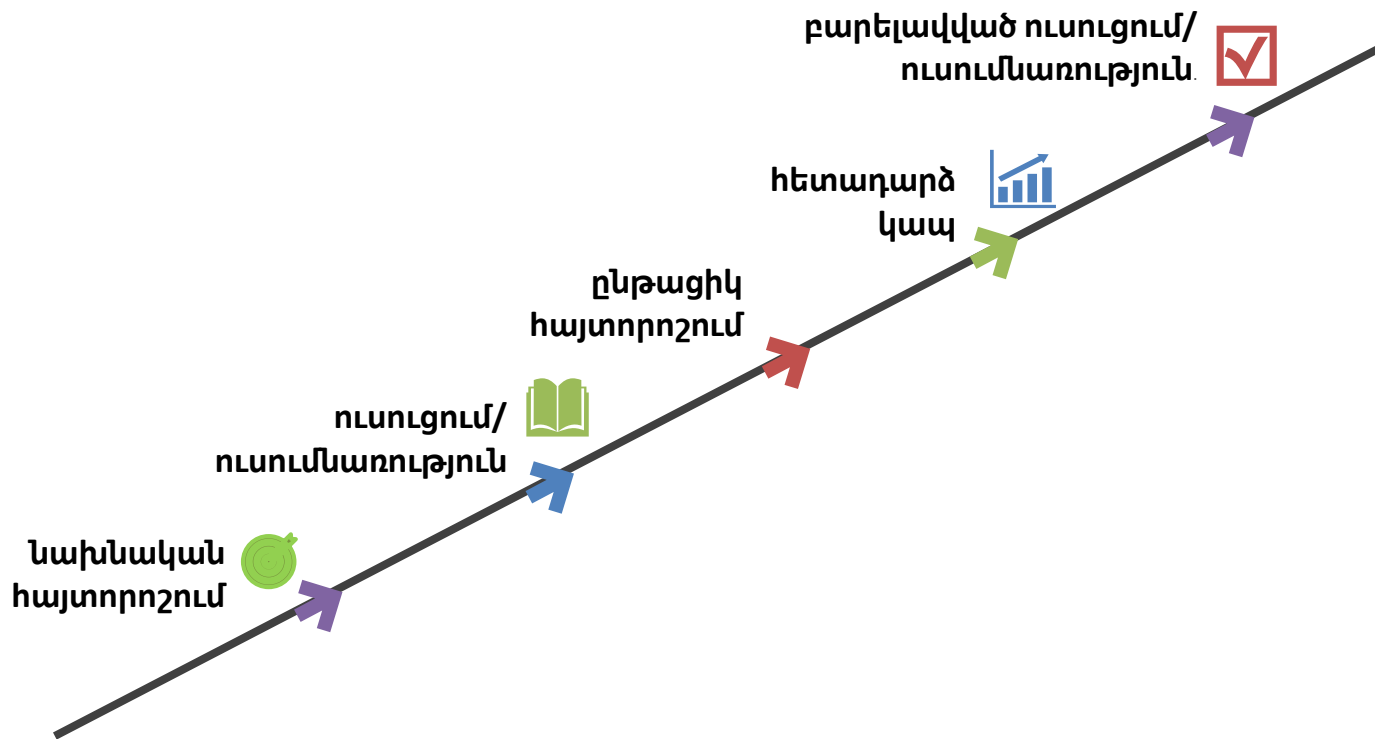 բարելավված ուսուցում/
ուսումնառություն.
հետադարձ
կապ
ընթացիկ
հայտորոշում
ուսուցում/
ուսումնառություն
նախնական
հայտորոշում